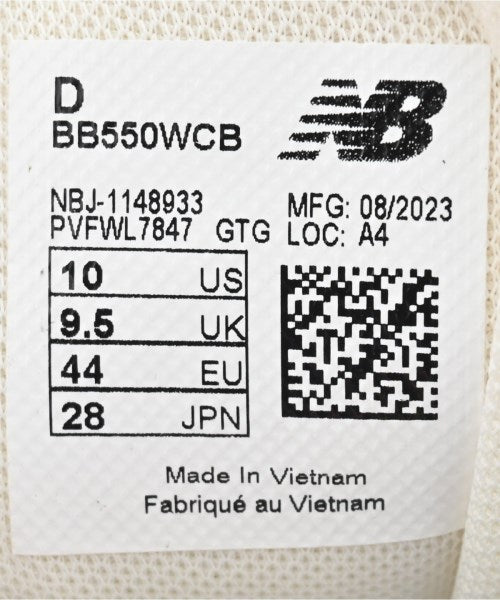 D
BB550WCB
NB
NBJ-1148933
PVFWL7847 GTG
MFG: 08/2023
LOC: A4
10 US
9.5 UK
44 EU
28 JPN
Made In Vietnam
Fabriqué au Vietnam